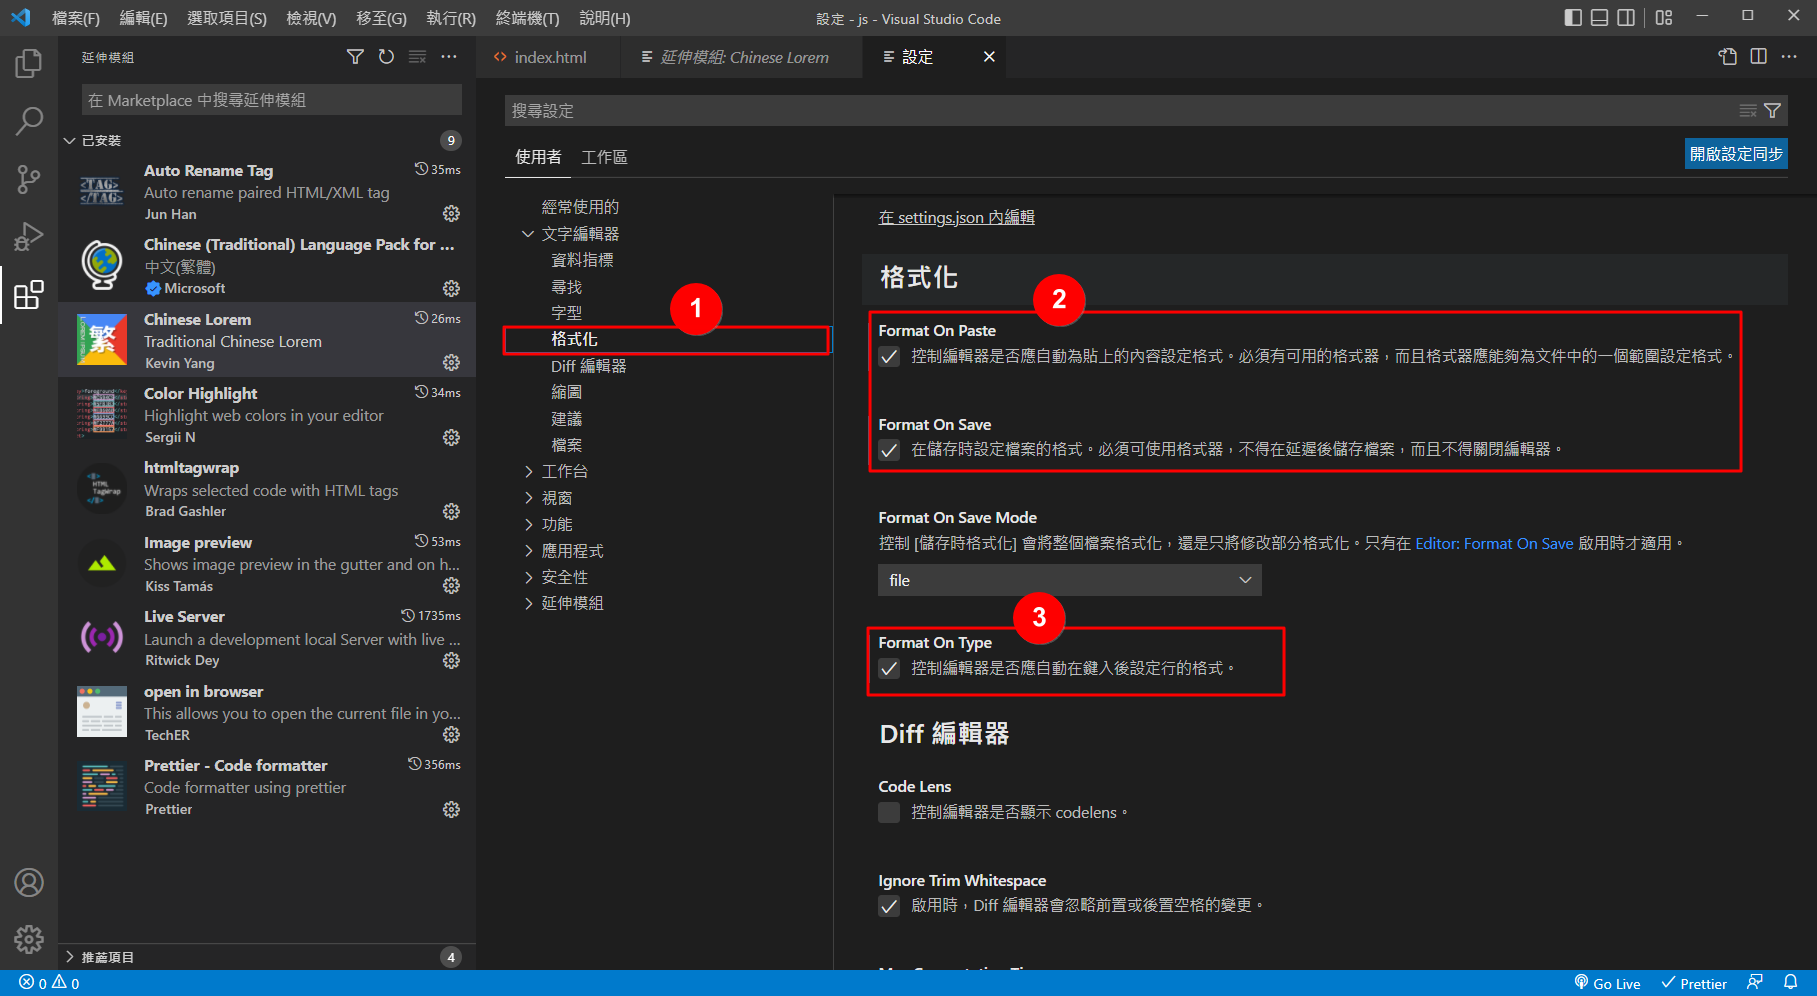 檔案(F) 編輯(E) 選取項目(S) 檢視(V) 移至(G) 執行(R) 終端機(T) 說明(H)
設定 - js - Visual Studio Code
延伸模組
index.html
延伸模組: Chinese Lorem
設定
在 Marketplace 中搜尋延伸模組
已安裝
9
Auto Rename Tag
35ms
Auto rename paired HTML/XML tag
Jun Han
Chinese (Traditional) Language Pack for ...
中文(繁體)
Microsoft
Chinese Lorem
26ms
Traditional Chinese Lorem
Kevin Yang
Color Highlight
34ms
Highlight web colors in your editor
Sergii N
htmltagwrap
Wraps selected code with HTML tags
Brad Gashler
Image preview
53ms
Shows image preview in the gutter and on h...
Kiss Tamás
Live Server
1735ms
Launch a development local Server with live ...
Ritwick Dey
open in browser
This allows you to open the current file in yo...
TechER
Prettier - Code formatter
356ms
Code formatter using prettier
Prettier
<TAG>
</TAG>
繁
HTML
TagWrap
推薦項目
4
搜尋設定
使用者 工作區
開啟設定同步
經常使用的
文字編輯器
資料指標
尋找
字型
1
格式化
Diff 編輯器
縮圖
建議
檔案
工作台
視窗
功能
應用程式
安全性
延伸模組
在 settings.json 內編輯
格式化
2
Format On Paste
控制編輯器是否應自動為貼上的內容設定格式。必須有可用的格式器，而且格式器應能夠為文件中的一個範圍設定格式。
Format On Save
在儲存時設定檔案的格式。必須可使用格式器，不得在延遲後儲存檔案，而且不得關閉編輯器。
Format On Save Mode
控制 [儲存時格式化] 會將整個檔案格式化，還是只將修改部分格式化。只有在 Editor: Format On Save 啟用時才適用。
file
3
Format On Type
控制編輯器是否應自動在鍵入後設定行的格式。
Diff 編輯器
Code Lens
控制編輯器是否顯示 codelens。
Ignore Trim Whitespace
啟用時，Diff 編輯器會忽略前置或後置空格的變更。
0 0
Go Live
Prettier